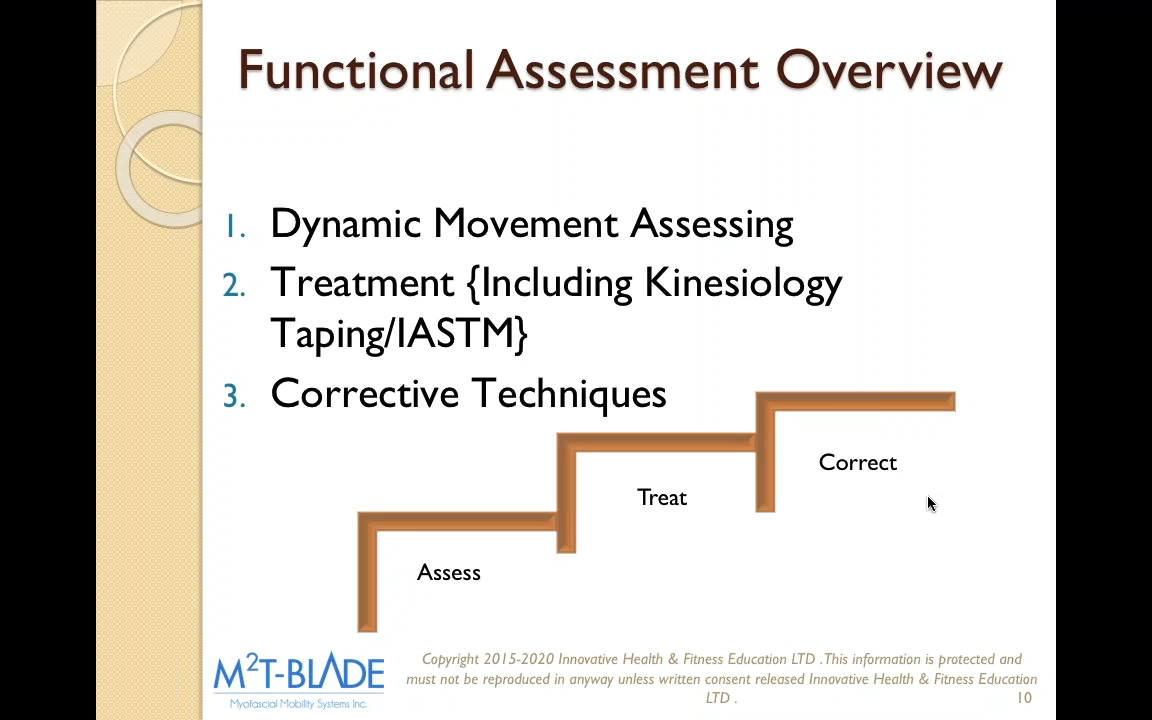 Functional Assessment Overview
1. Dynamic Movement Assessing
2. Treatment {Including Kinesiology
Taping/IASTM}
3. Corrective Techniques
Correct
Treat
Assess
M²T-BLADE
Myofascial Mobility Systems Inc.
Copyright 2015-2020 Innovative Health & Fitness Education LTD .This information is protected and
must not be reproduced in anyway unless written consent released Innovative Health & Fitness Education
LTD .
10